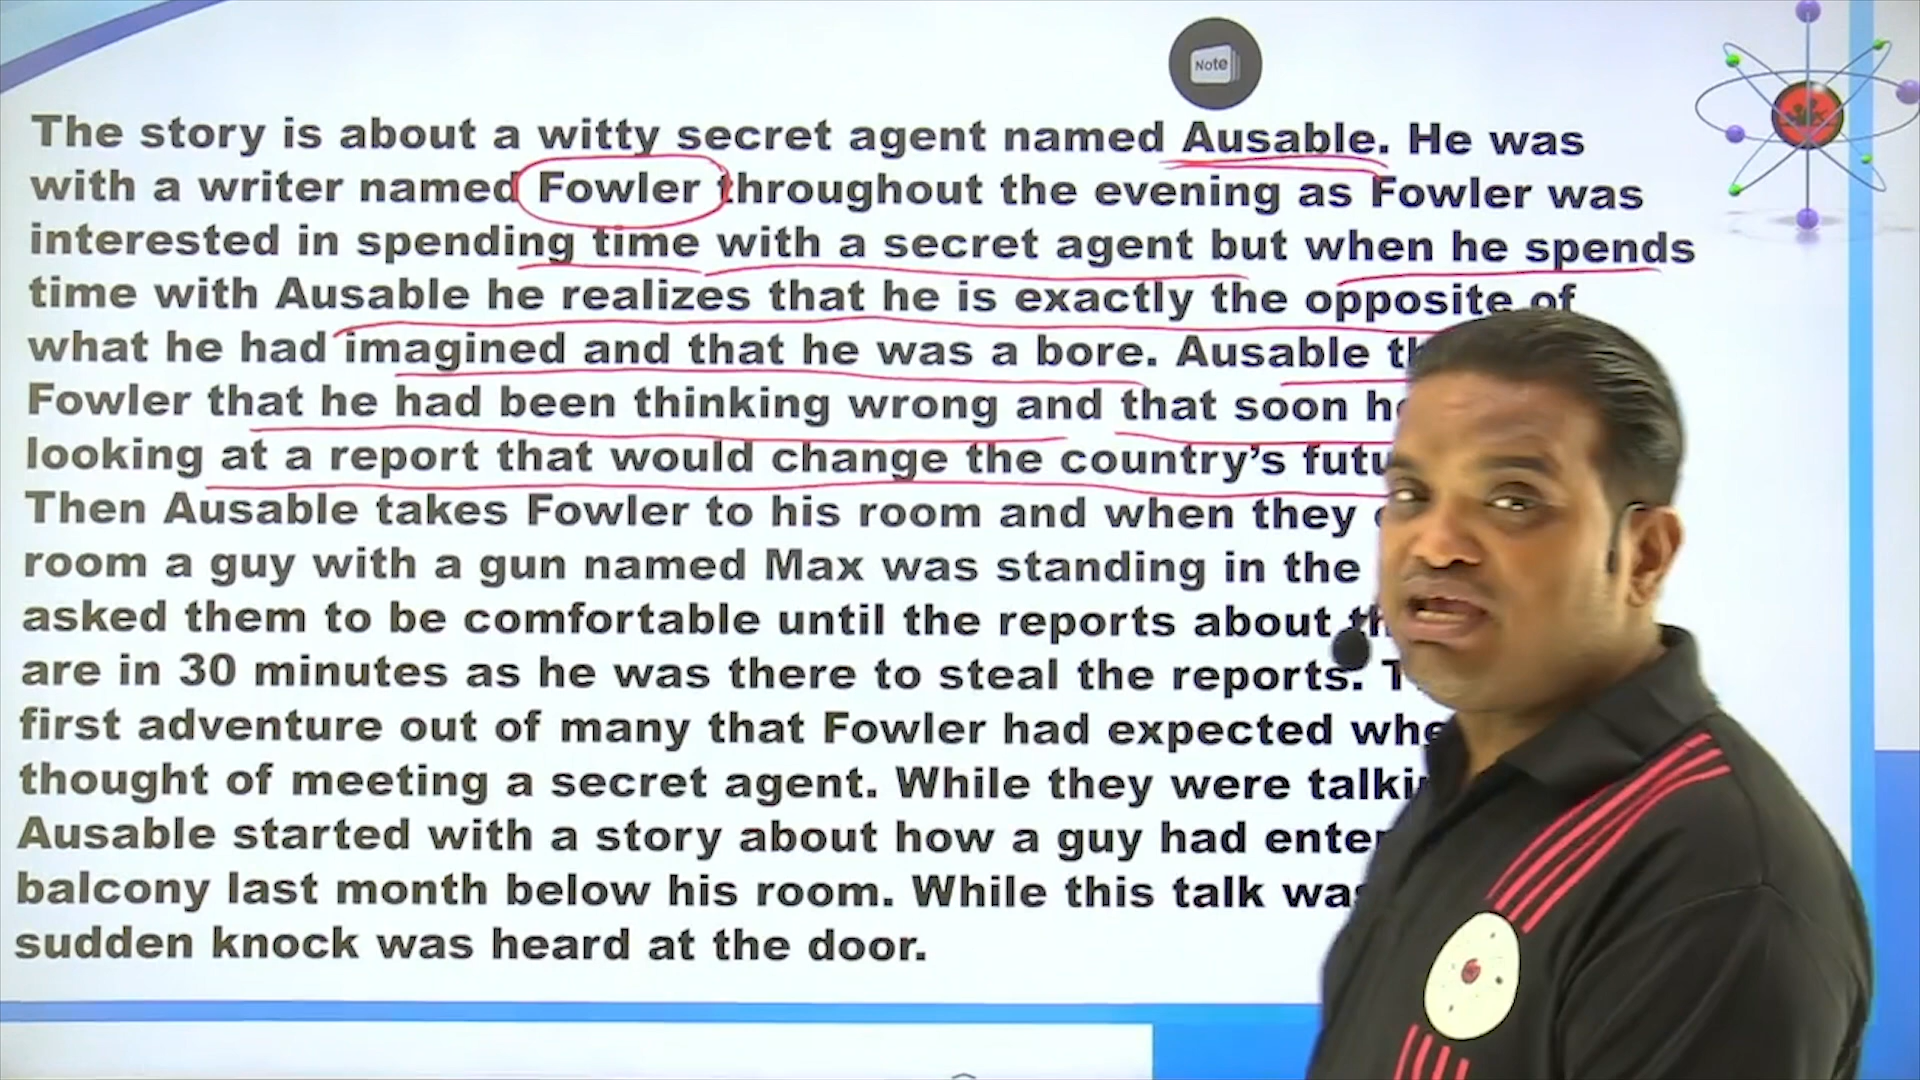 Note
The story is about a witty secret agent named Ausable. He was
with a writer named Fowler throughout the evening as Fowler was
interested in spending time with a secret agent but when he spends
time with Ausable he realizes that he is exactly the opposite of
what he had imagined and that he was a bore. Ausable
Fowler that he had been thinking wrong and that soon
looking at a report that would change the country's
Then Ausable takes Fowler to his room and when they
room a guy with a gun named Max was standing in the
asked them to be comfortable until the reports about
are in 30 minutes as he was there to steal the reports.
first adventure out of many that Fowler had expected
thought of meeting a secret agent. While they were
Ausable started with a story about how a guy had
balcony last month below his room. While this talk
sudden knock was heard at the door.